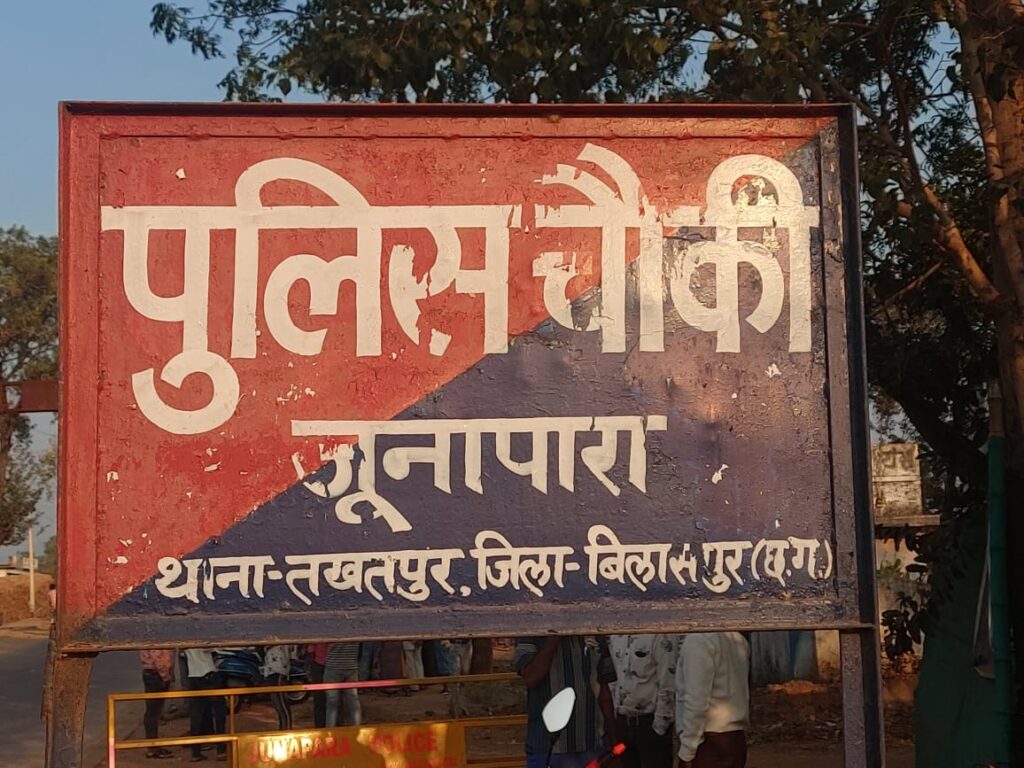 पुलिस चौकी
जूनापारा
थाना-तखतपुर, जिला-बिलासपुर (छ.ग.)
JUNAPARA POLICE